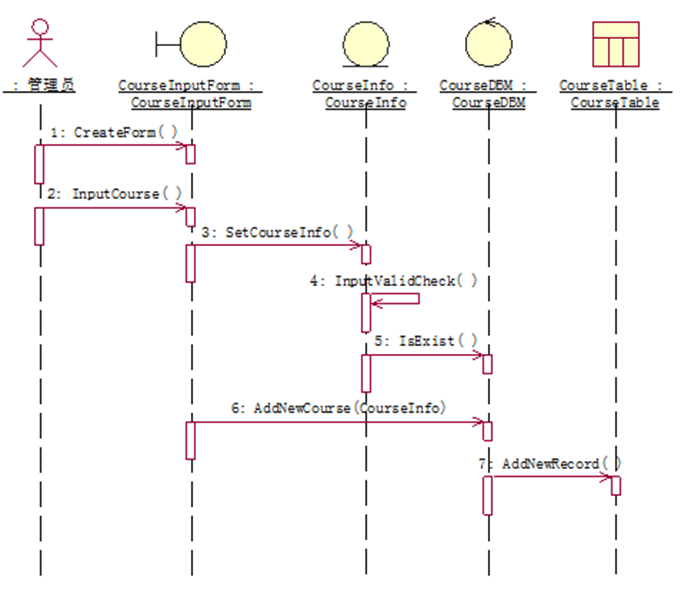 : 管理员
CourseInputForm :
CourseInputForm
CourseInfo :
CourseInfo
CourseDBM :
CourseDBM
CourseTable :
CourseTable
1: CreateForm( )
2: InputCourse( )
3: SetCourseInfo( )
4: InputValidCheck( )
5: IsExist( )
6: AddNewCourse(CourseInfo)
7: AddNewRecord( )